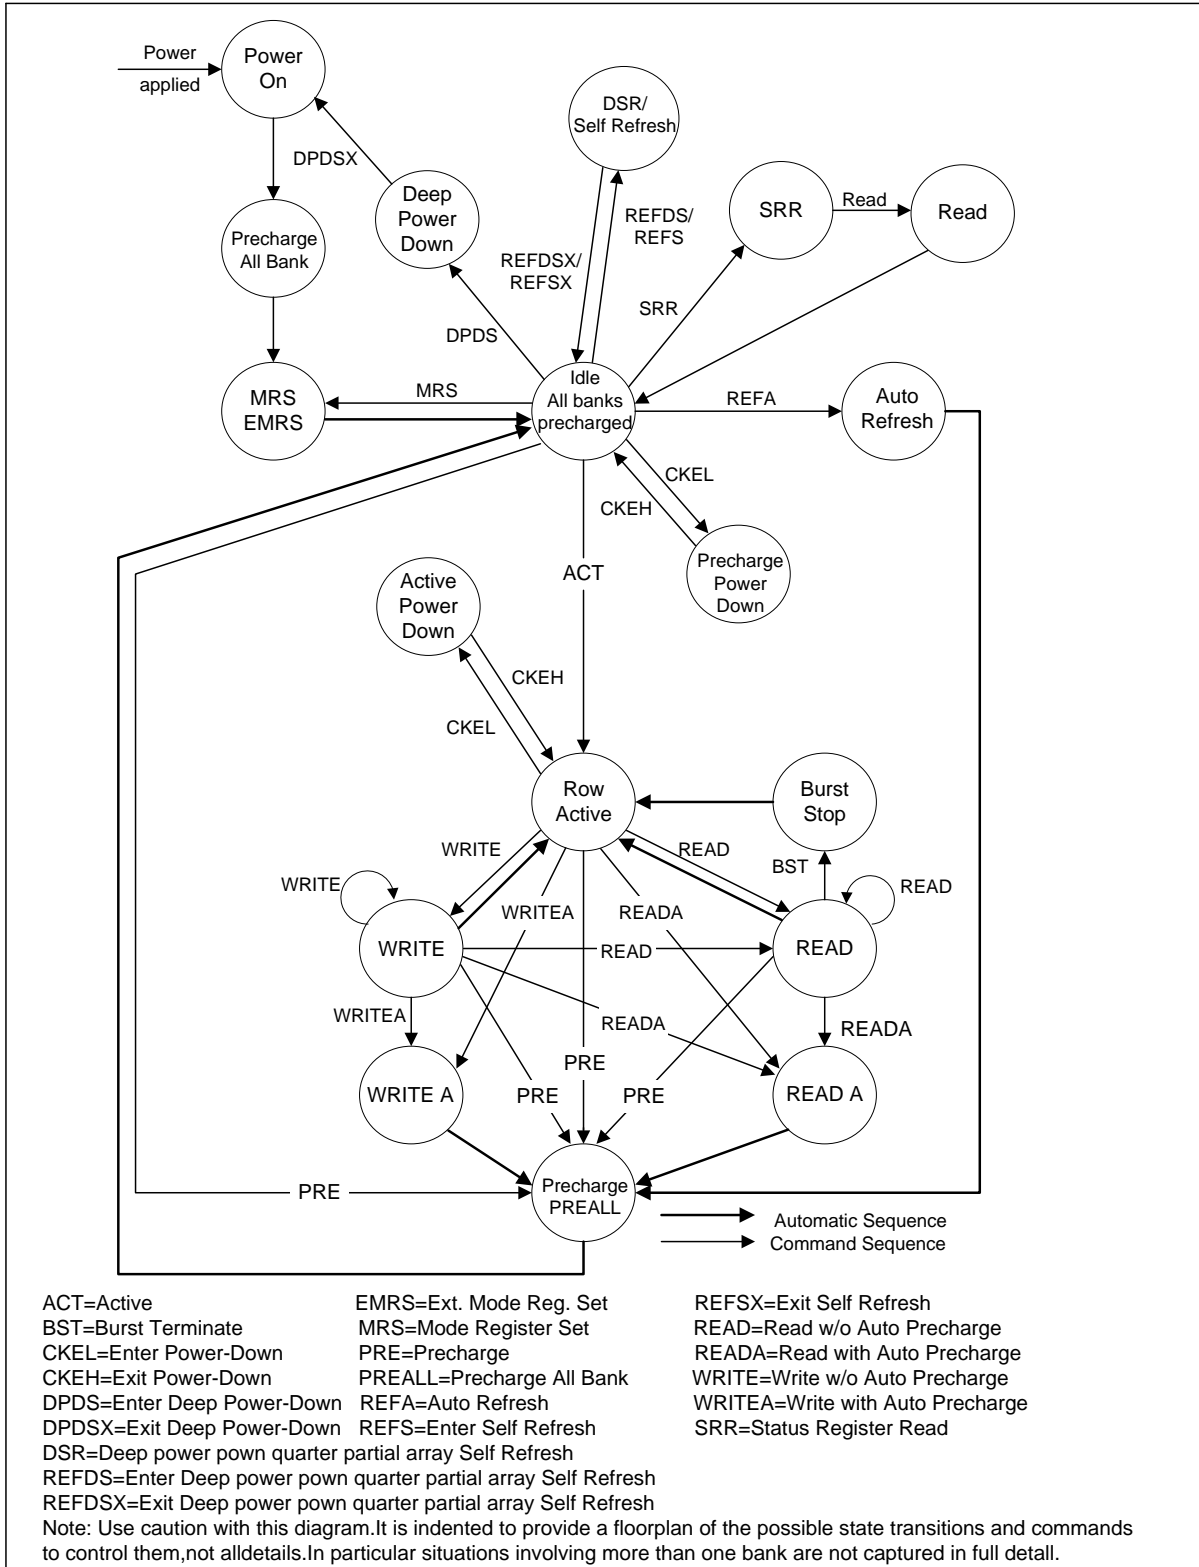 Power
applied
Power
On
DPDSX
DSR/
Self Refresh
Deep
Power
Down
REFDS/
REFS
SRR
Read
Read
Precharge
All Bank
REFDSX/
REFSX
SRR
DPDS
MRS
EMRS
MRS
Idle
All banks
precharged
REFA
Auto
Refresh
CKEL
CKEH
Precharge
Power
Down
ACT
Active
Power
Down
CKEH
CKEL
Row
Active
Burst
Stop
WRITE
READ
BST
WRITE
READ
WRITEA
READA
WRITE
READ
READ
WRITEA
READA
READA
WRITE A
PRE
PRE
PRE
READ A
PRE
Precharge
PREALL
Automatic Sequence
Command Sequence
ACT=Active
BST=Burst Terminate
CKEL=Enter Power-Down
CKEH=Exit Power-Down
DPDS=Enter Deep Power-Down
DPDSX=Exit Deep Power-Down
EMRS=Ext. Mode Reg. Set
MRS=Mode Register Set
PRE=Precharge
PREALL=Precharge All Bank
REFA=Auto Refresh
REFS=Enter Self Refresh
REFSX=Exit Self Refresh
READ=Read w/o Auto Precharge
READA=Read with Auto Precharge
WRITE=Write w/o Auto Precharge
WRITEA=Write with Auto Precharge
SRR=Status Register Read
DSR=Deep power pown quarter partial array Self Refresh
REFDS=Enter Deep power pown quarter partial array Self Refresh
REFDSX=Exit Deep power pown quarter partial array Self Refresh
Note: Use caution with this diagram.It is indented to provide a floorplan of the possible state transitions and commands
to control them,not alldetails.In particular situations involving more than one bank are not captured in full detall.